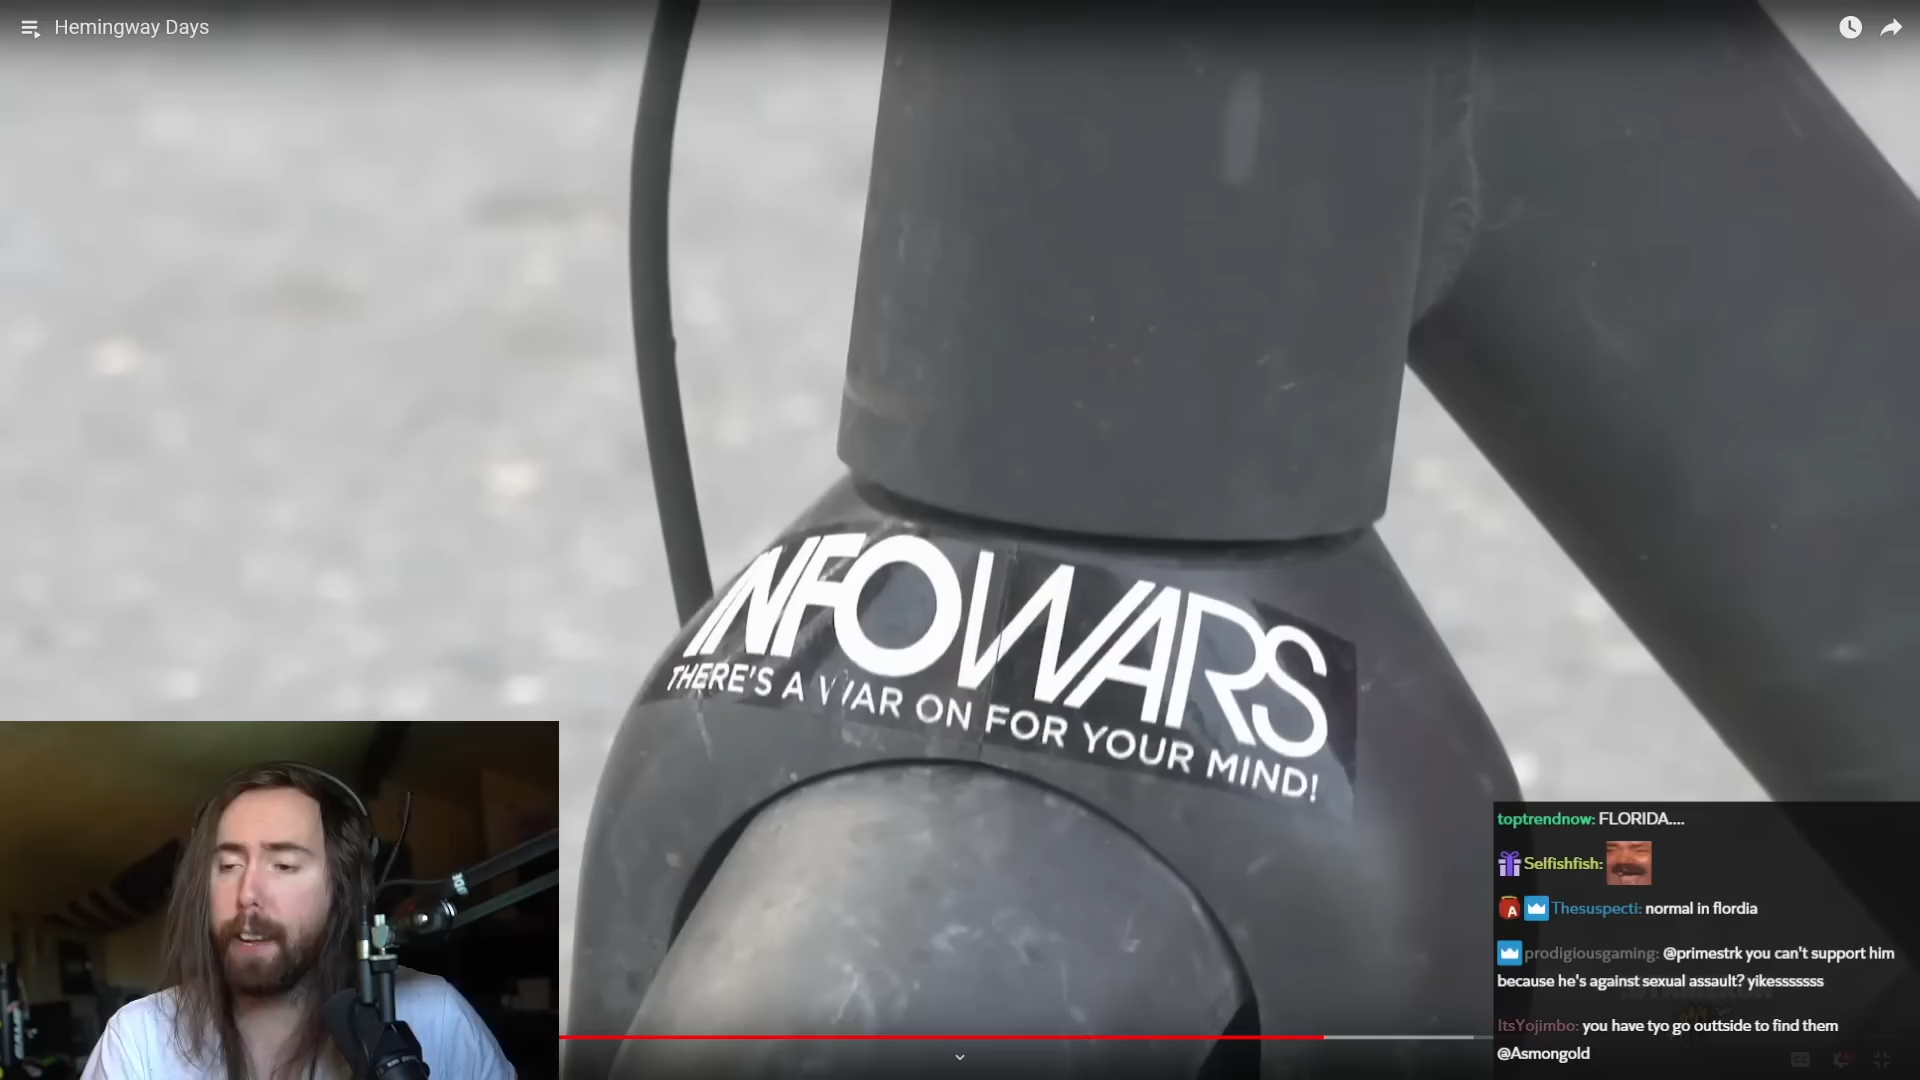 Hemingway Days
INFOWARS
THERE'S A WAR ON FOR YOUR MIND!
toptrendnow: FLORIDA....
Selfishfish:
Thesuspecti: normal in flordia
prodigiousgaming: @primestrk you can't support him
because he's against sexual assault? yikesssssss
ItsYojimbo: you have tyo go outtside to find them
@Asmongold